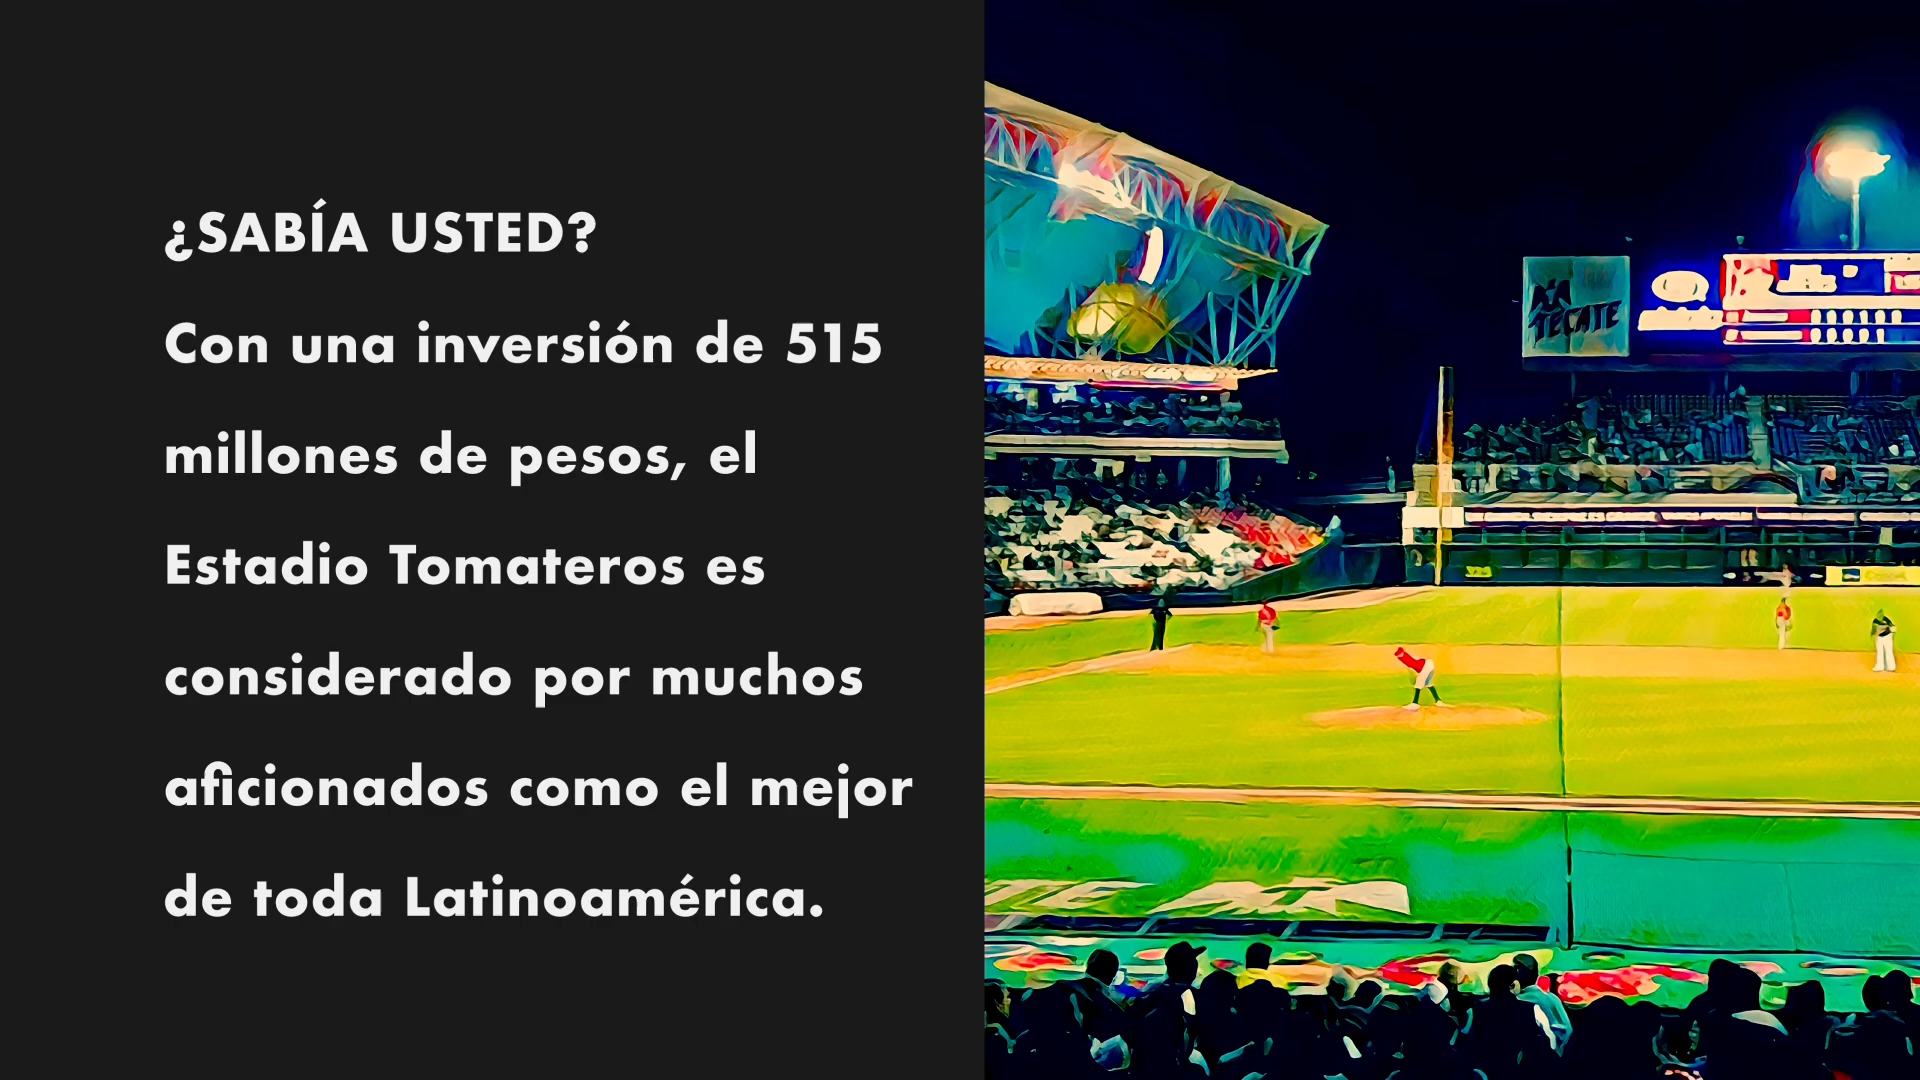 ¿SABÍA USTED?
Con una inversión de 515
millones de pesos, el
Estadio Tomateros es
considerado por muchos
aficionados como el mejor
de toda Latinoamérica.
TECATE